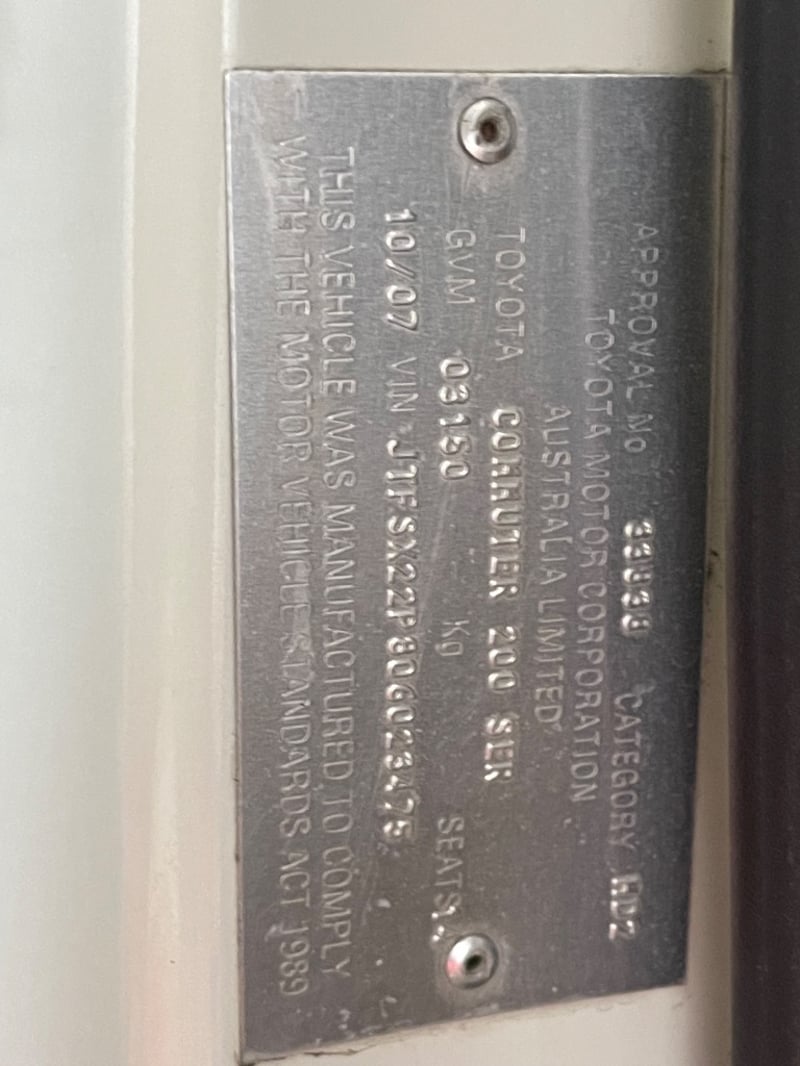 APPROVAL No CATEGORY MD2
TOYOTA MOTOR CORPORATION
AUSTRALIA LIMITED
TOYOTA COMMUTER 200 SER
GVM 03150 Kg SEATS
10/07 VIN JTFSX22P806023475
THIS VEHICLE WAS MANUFACTURED TO COMPLY
WITH THE MOTOR VEHICLE STANDARDS ACT 1989